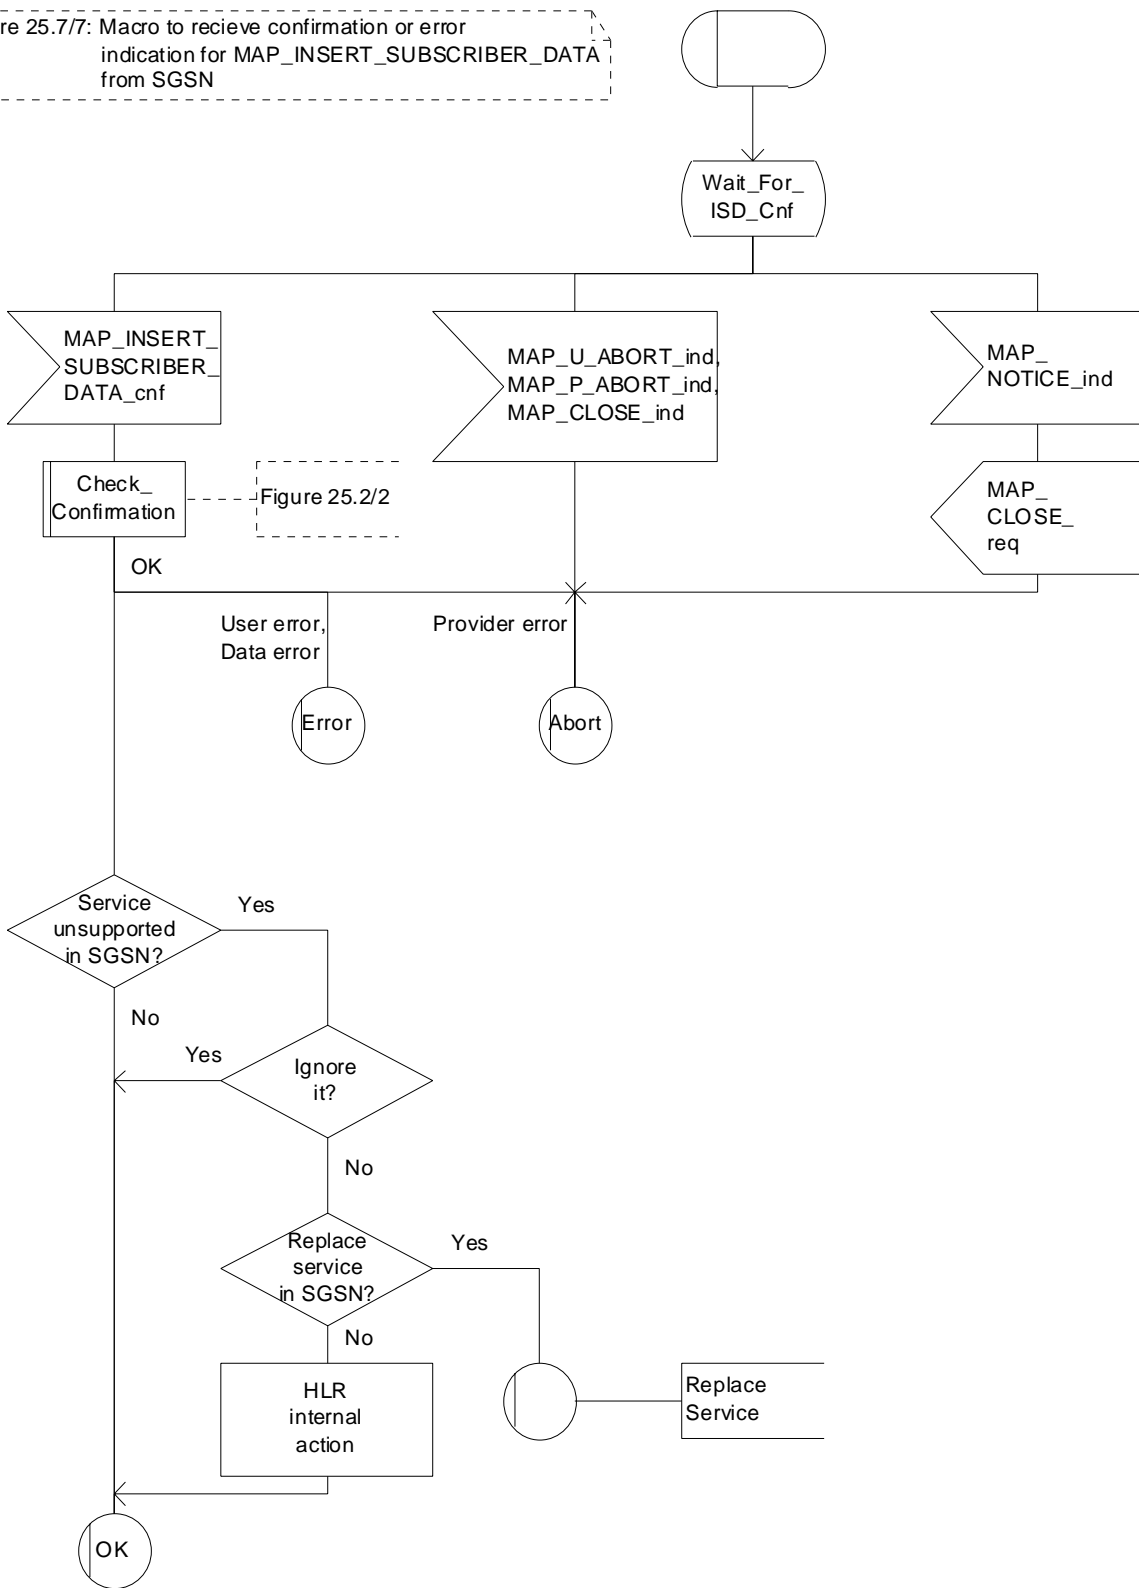 re 25.7/7: Macro to recieve confirmation or error
indication for MAP_INSERT_SUBSCRIBER_DATA
from SGSN
Wait_For_
ISD_Cnf
MAP_INSERT_
SUBSCRIBER_
DATA_cnf
MAP_U_ABORT_ind,
MAP_P_ABORT_ind,
MAP_CLOSE_ind
MAP_
NOTICE_ind
Check_
Confirmation
Figure 25.2/2
MAP_
CLOSE_
req
OK
User error,
Data error
Provider error
Error
Abort
Service
unsupported
in SGSN?
Yes
No
Yes
Ignore
it?
No
Replace
service
in SGSN?
Yes
No
HLR
internal
action
Replace
Service
OK